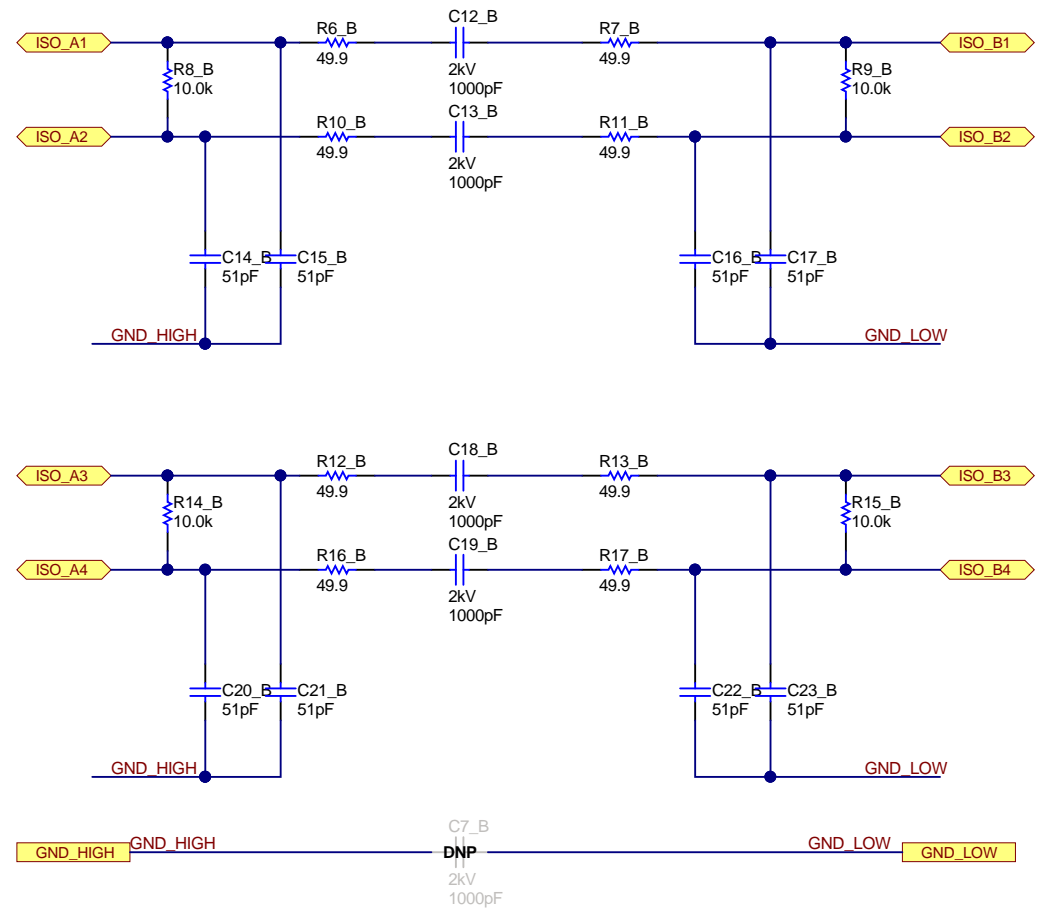 C12_B
ISO_A1 R6_B R7_B ISO_B1
49.9 49.9
R8_B 2kV R9_B
10.0k 1000pF 10.0k
C13_B
ISO_A2 R10_B R11_B ISO_B2
49.9 49.9
2kV
1000pF
C14_B C15_B C16_B C17_B
51pF 51pF 51pF 51pF
GND_HIGH GND_LOW
C18_B
ISO_A3 R12_B R13_B ISO_B3
49.9 49.9
R14_B 2kV R15_B
10.0k 1000pF 10.0k
C19_B
ISO_A4 R16_B R17_B ISO_B4
49.9 49.9
2kV
1000pF
C20_B C21_B C22_B C23_B
51pF 51pF 51pF 51pF
GND_HIGH GND_LOW
C7_B
GND_HIGH GND_HIGH DNP GND_LOW GND_LOW
2kV
1000pF